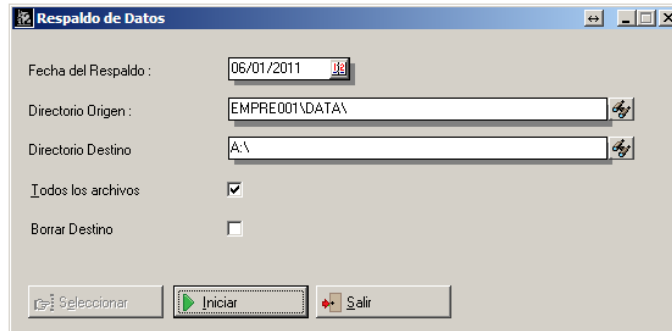 Respaldo de Datos
Fecha del Respaldo : 06/01/2011 12
Directorio Origen : EMPRE001\DATA\
Directorio Destino A:\
Todos los archivos
Borrar Destino
Seleccionar Iniciar Salir